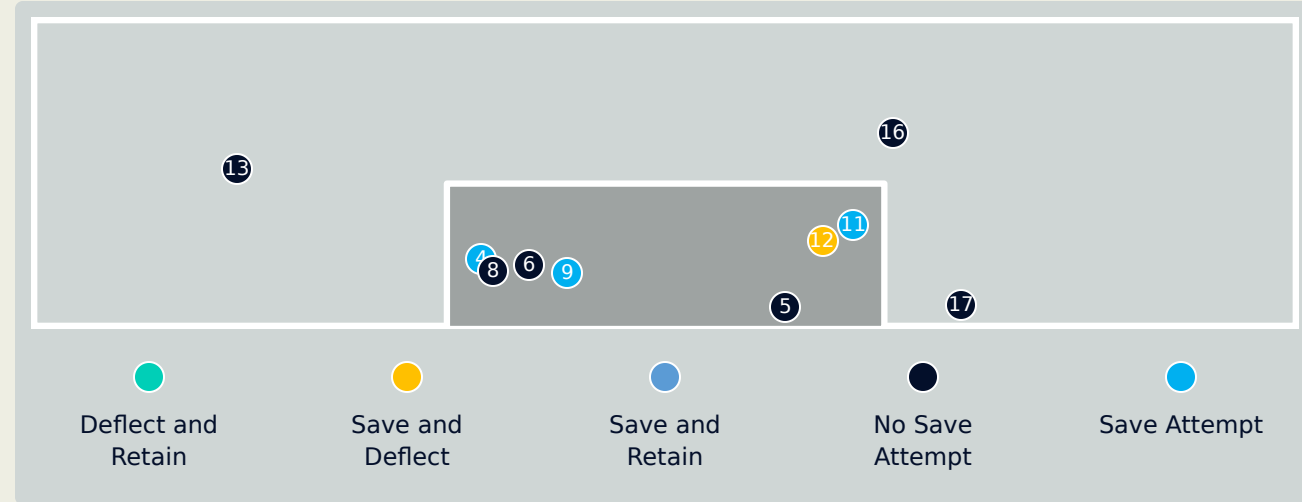 16
13
11
12
4
8
6
9
5
17
Deflect and
Retain
Save and
Deflect
Save and
Retain
No Save
Attempt
Save Attempt